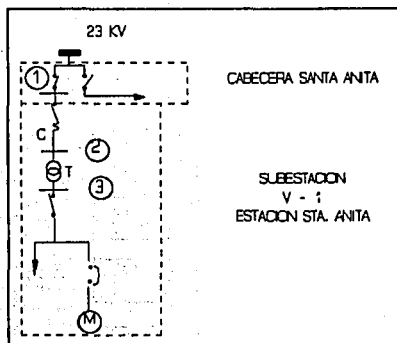 23 KV
1
CABECERA SANTA ANITA
C
2
T
3
SUBESTACION
V - 1
ESTACION STA. ANITA
M